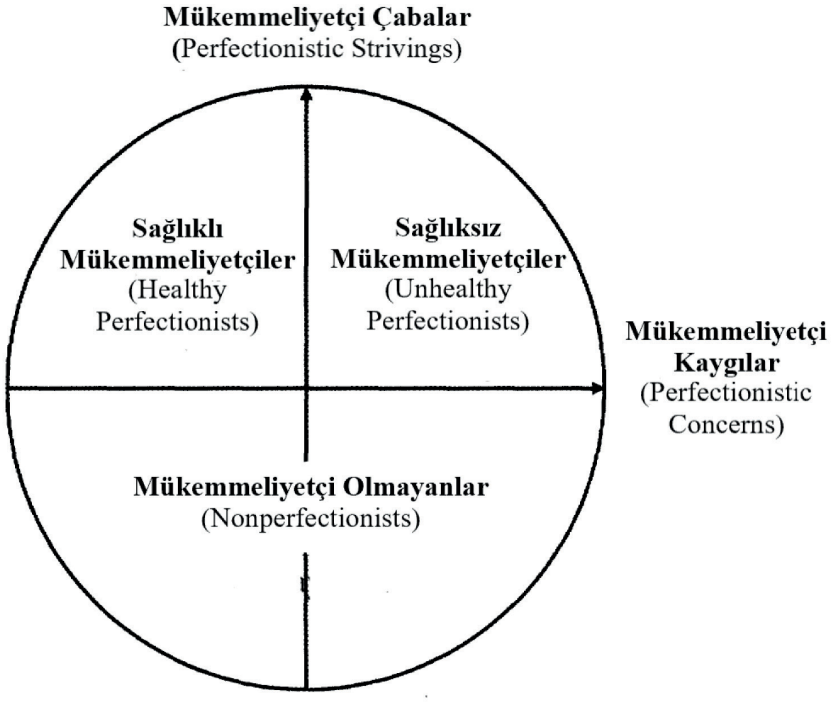 Mükemmeliyetçi Çabalar
(Perfectionistic Strivings)
Sağlıklı
Mükemmeliyetçiler
(Healthy
Perfectionists)
Sağlıksız
Mükemmeliyetçiler
(Unhealthy
Perfectionists)
Mükemmeliyetçi
Kaygılar
(Perfectionistic
Concerns)
Mükemmeliyetçi Olmayanlar
(Nonperfectionists)